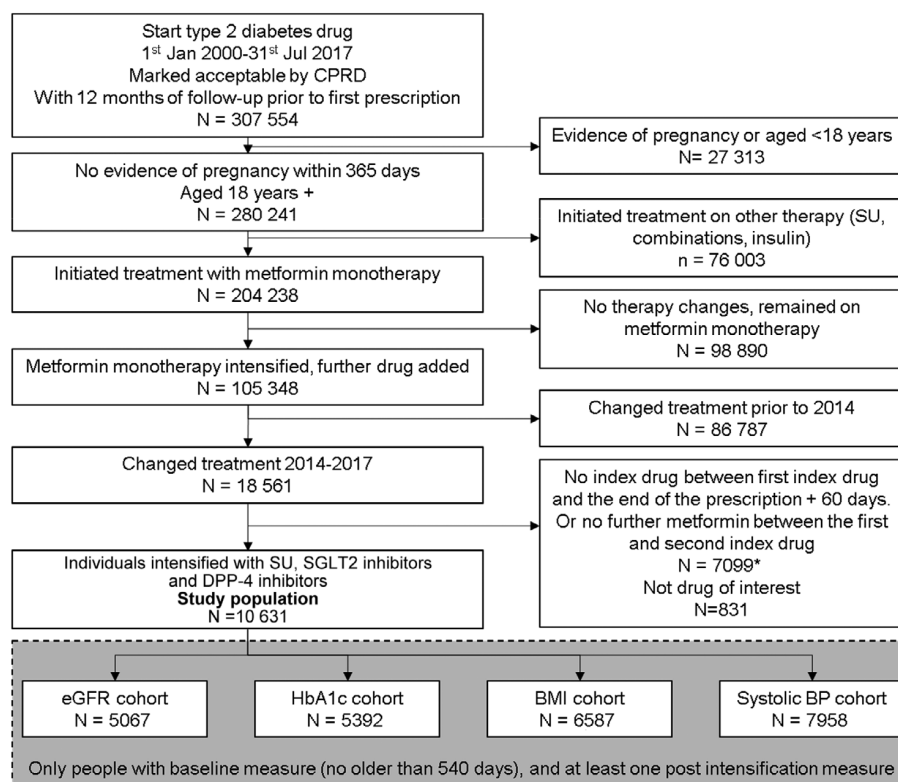 Start type 2 diabetes drug
1st Jan 2000-31st Jul 2017
Marked acceptable by CPRD
With 12 months of follow-up prior to first prescription
N = 307 554
Evidence of pregnancy or aged <18 years
N= 27 313
No evidence of pregnancy within 365 days
Aged 18 years +
N = 280 241
Initiated treatment on other therapy (SU,
combinations, insulin)
n = 76 003
Initiated treatment with metformin monotherapy
N = 204 238
No therapy changes, remained on
metformin monotherapy
N = 98 890
Metformin monotherapy intensified, further drug added
N = 105 348
Changed treatment prior to 2014
N = 86 787
Changed treatment 2014-2017
N = 18 561
No index drug between first index drug
and the end of the prescription + 60 days.
Or no further metformin between the first
and second index drug
N = 7099*
Not drug of interest
N=831
Individuals intensified with SU, SGLT2 inhibitors
and DPP-4 inhibitors
Study population
N =10 631
eGFR cohort
N = 5067
HbA1c cohort
N = 5392
BMI cohort
N = 6587
Systolic BP cohort
N = 7958
Only people with baseline measure (no older than 540 days), and at least one post intensification measure